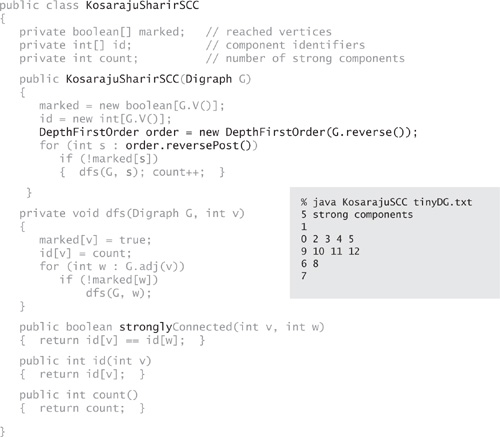 public class KosarajuSharirSCC
{
private boolean[] marked; // reached vertices
private int[] id; // component identifiers
private int count; // number of strong components
public KosarajuSharirSCC(Digraph G)
{
marked = new boolean[G.V()];
id = new int[G.V()];
DepthFirstOrder order = new DepthFirstOrder(G.reverse());
for (int s : order.reversePost())
if (!marked[s])
{ dfs(G, s); count++; }
}
private void dfs(Digraph G, int v)
{
marked[v] = true;
id[v] = count;
for (int w : G.adj(v))
if (!marked[w])
dfs(G, w);
}
public boolean stronglyConnected(int v, int w)
{ return id[v] == id[w]; }
public int id(int v)
{ return id[v]; }
public int count()
{ return count; }
}
% java KosarajuSCC tinyDG.txt
5 strong components
1
0 2 3 4 5
9 10 11 12
6 8
7